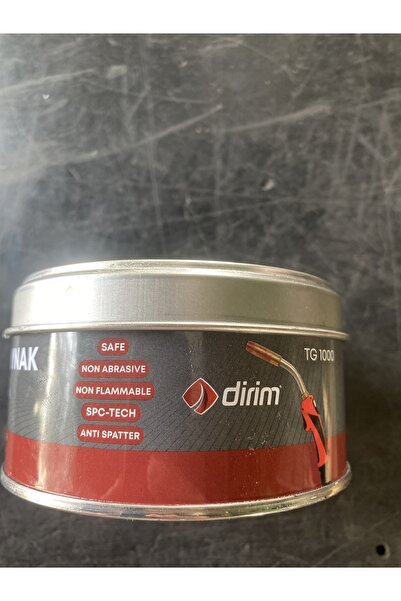 NAK
SAFE
NON ABRASIVE
NON FLAMMABLE
SPC-TECH
ANTI SPATTER
dirim
TG 1000